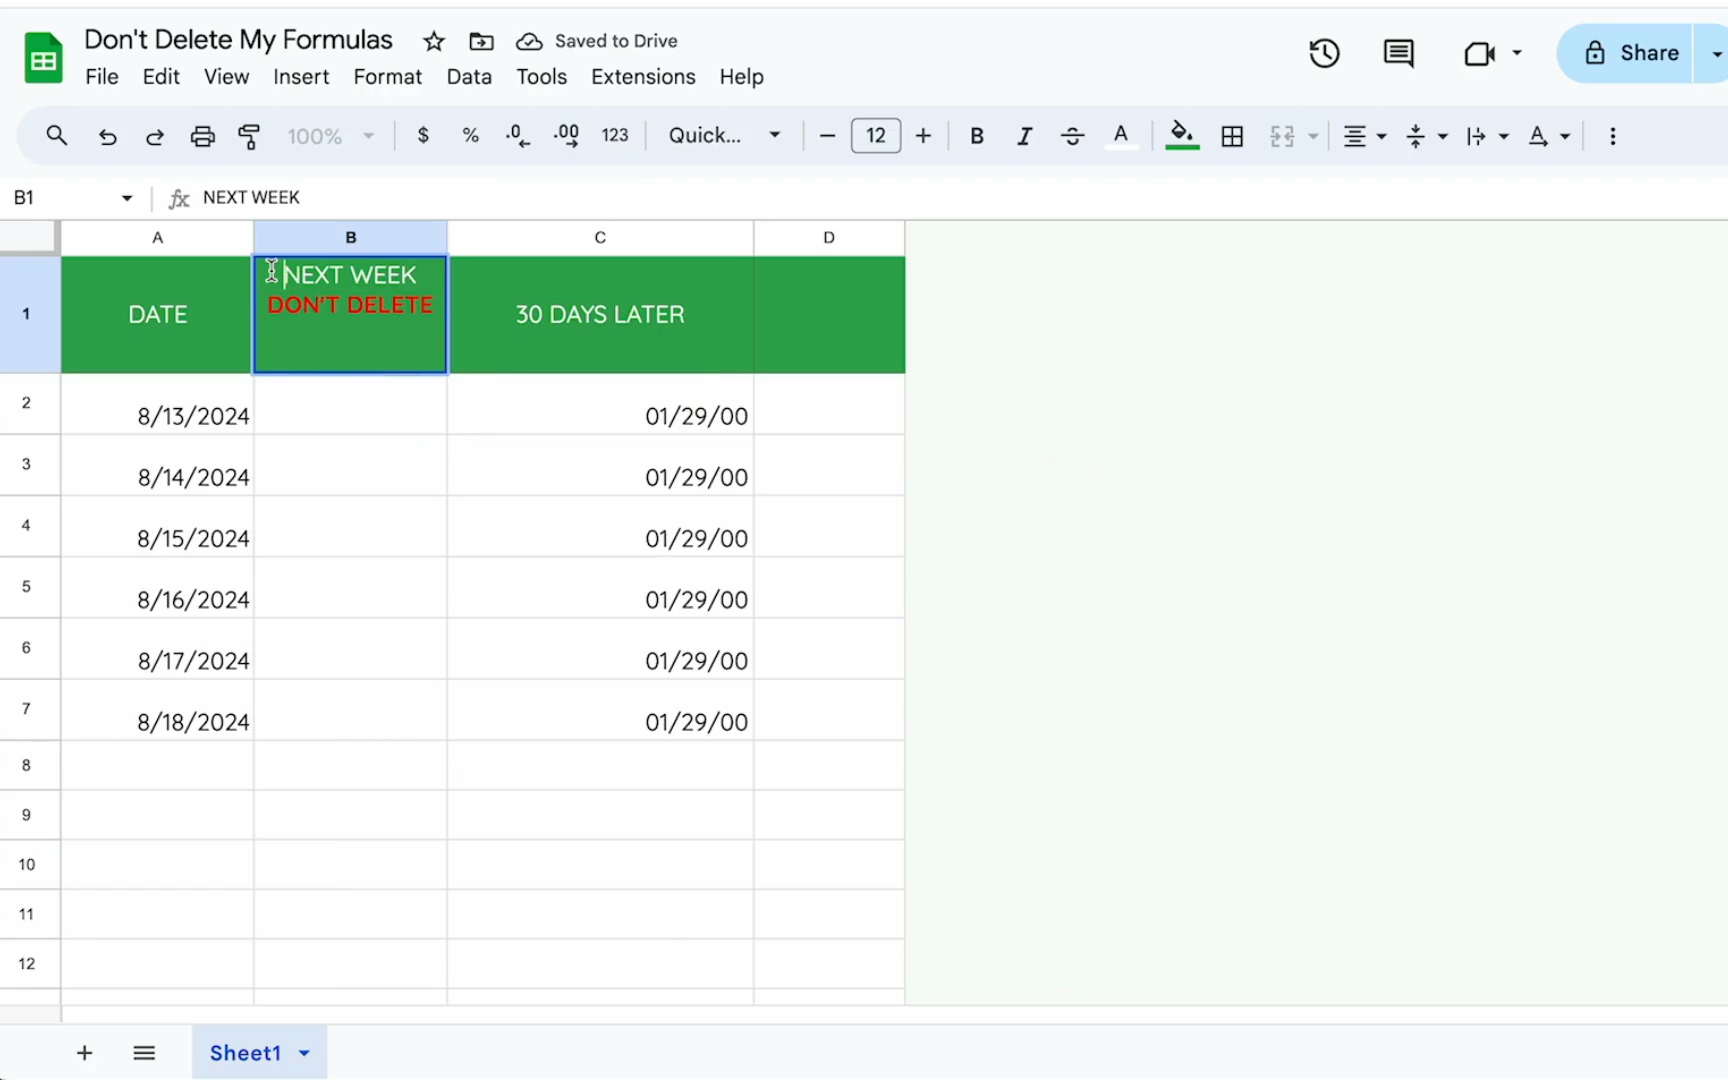 Don't Delete My Formulas
Saved to Drive
File Edit View Insert Format Data Tools Extensions Help
Share
100% $ % .0 .00 123 Quick... 12 B I S A A
B1 fx NEXT WEEK
A B C D
1 DATE NEXT WEEK 30 DAYS LATER
DON'T DELETE
2 8/13/2024 01/29/00
3 8/14/2024 01/29/00
4 8/15/2024 01/29/00
5 8/16/2024 01/29/00
6 8/17/2024 01/29/00
7 8/18/2024 01/29/00
8
9
10
11
12
Sheet1